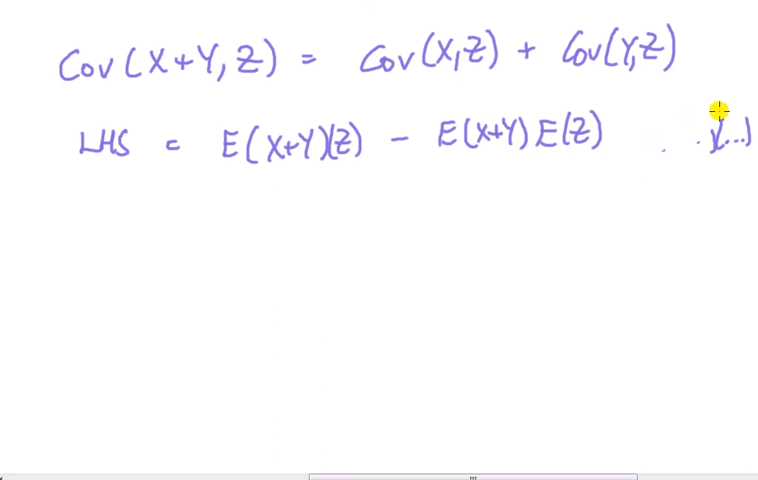 Cov(X+Y, Z) = Cov(X,Z) + Cov(Y,Z)
LHS = E(X+Y)(Z) - E(X+Y) E(Z)